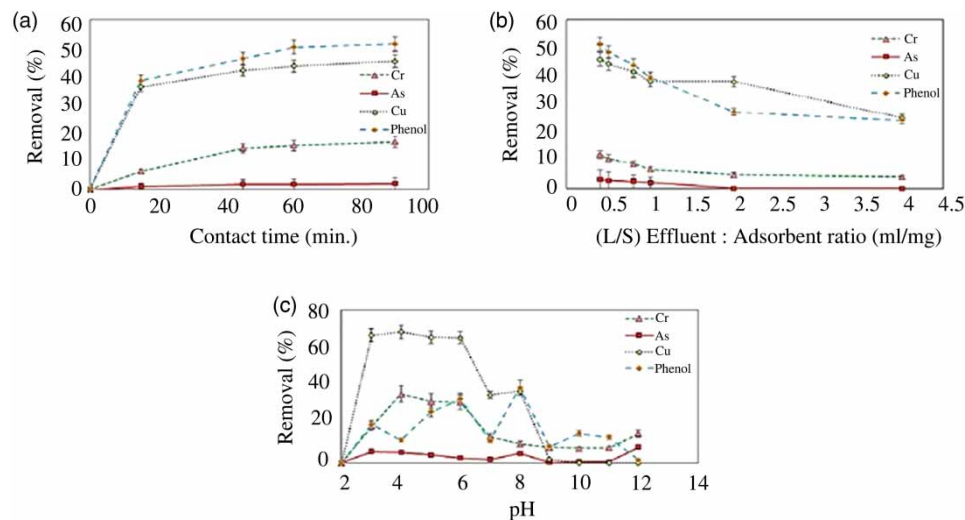 (a)
60
50
40
30
20
10
0
Removal (%)
Cr
As
Cu
Phenol
0 20 40 60 80 100
Contact time (min.)
(b)
60
50
40
30
20
10
0
Removal (%)
Cr
As
Cu
Phenol
0 0.5 1 1.5 2 2.5 3 3.5 4 4.5
(L/S) Effluent : Adsorbent ratio (ml/mg)
(c)
80
60
40
20
0
Removal (%)
Cr
As
Cu
Phenol
2 4 6 8 10 12 14
pH